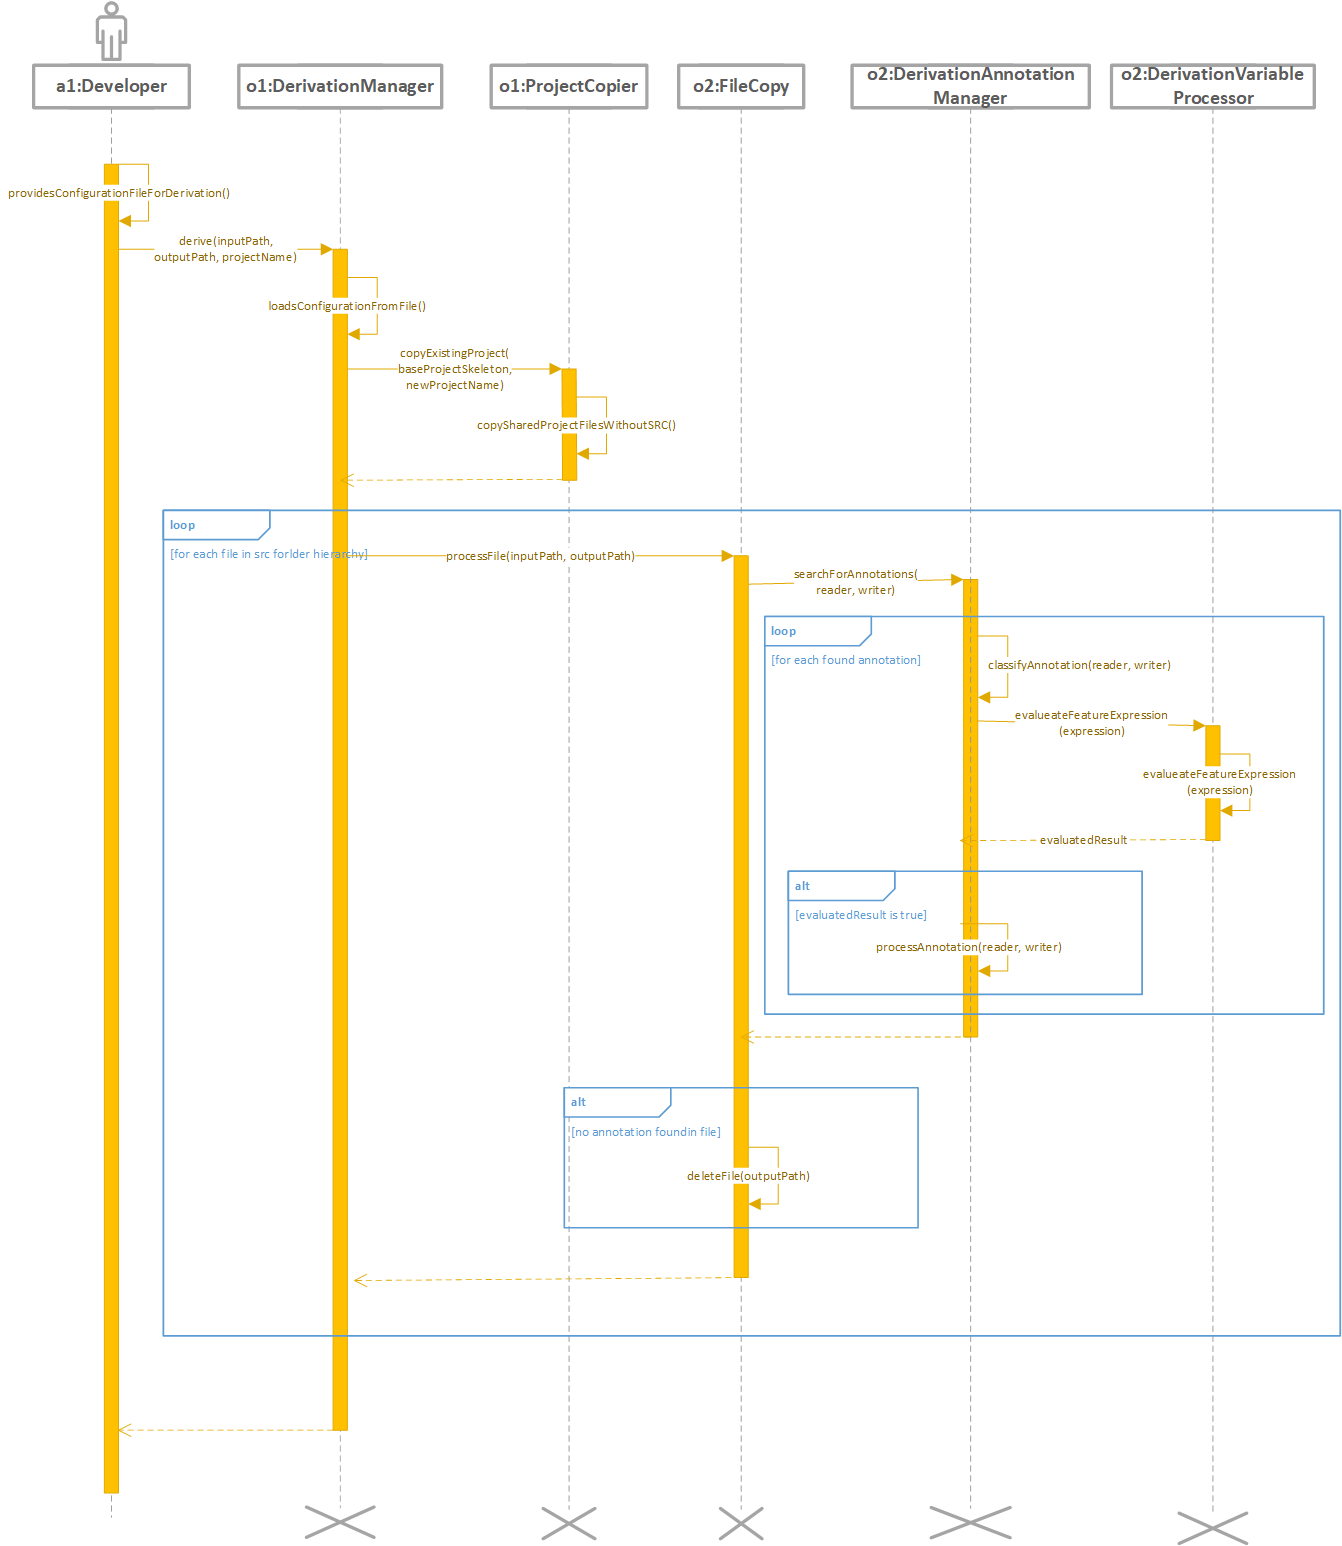 a1:Developer
o1:DerivationManager
o1:ProjectCopier
o2:FileCopy
o2:DerivationAnnotation
Manager
o2:DerivationVariable
Processor
providesConfigurationFileForDerivation()
derive(inputPath,
outputPath, projectName)
loadsConfigurationFromFile()
copyExistingProject(
baseProjectSkeleton,
newProjectName)
copySharedProjectFilesWithoutSRC()
loop
[for each file in src forlder hierarchy]
processFile(inputPath, outputPath)
searchForAnnotations(
reader, writer)
loop
[for each found annotation]
classifyAnnotation(reader, writer)
evalueateFeatureExpression
(expression)
evalueateFeatureExpression
(expression)
evaluatedResult
alt
[evaluatedResult is true]
processAnnotation(reader, writer)
alt
[no annotation foundin file]
deleteFile(outputPath)